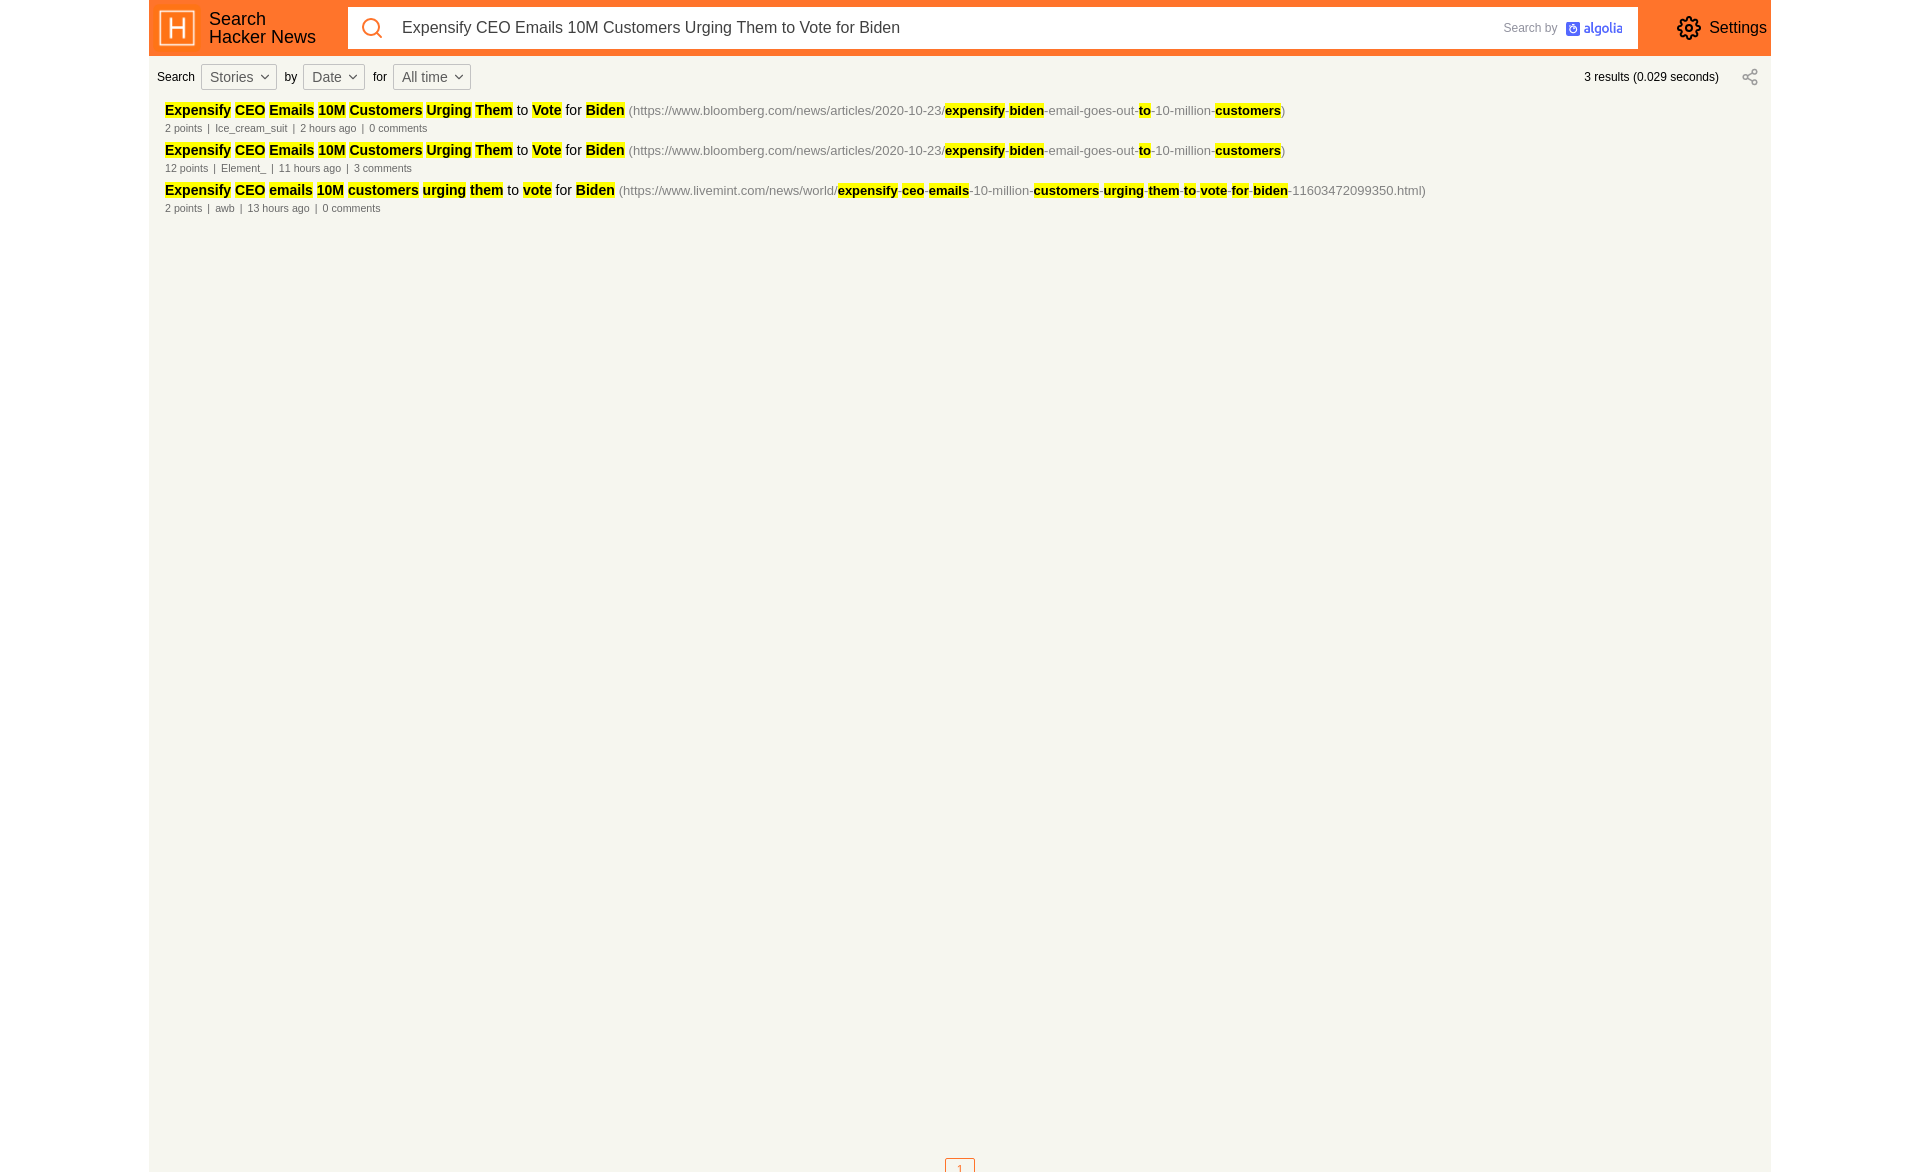 H
Search
Hacker News
Expensify CEO Emails 10M Customers Urging Them to Vote for Biden
Search by algolia
Settings
Search Stories by Date for All time
3 results (0.029 seconds)
Expensify CEO Emails 10M Customers Urging Them to Vote for Biden (https://www.bloomberg.com/news/articles/2020-10-23/expensify-biden-email-goes-out-to-10-million-customers)
2 points | Ice_cream_suit | 2 hours ago | 0 comments
Expensify CEO Emails 10M Customers Urging Them to Vote for Biden (https://www.bloomberg.com/news/articles/2020-10-23/expensify-biden-email-goes-out-to-10-million-customers)
12 points | Element_ | 11 hours ago | 3 comments
Expensify CEO emails 10M customers urging them to vote for Biden (https://www.livemint.com/news/world/expensify-ceo-emails-10-million-customers-urging-them-to-vote-for-biden-11603472099350.html)
2 points | awb | 13 hours ago | 0 comments
1